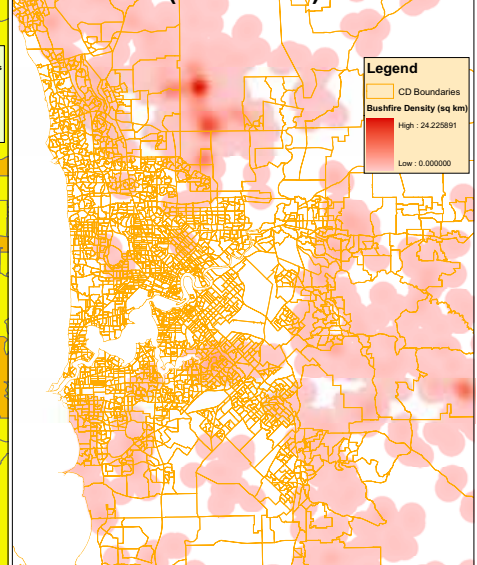 Legend
CD Boundaries
Bushfire Density (sq km)
High : 24.225891
Low : 0.000000